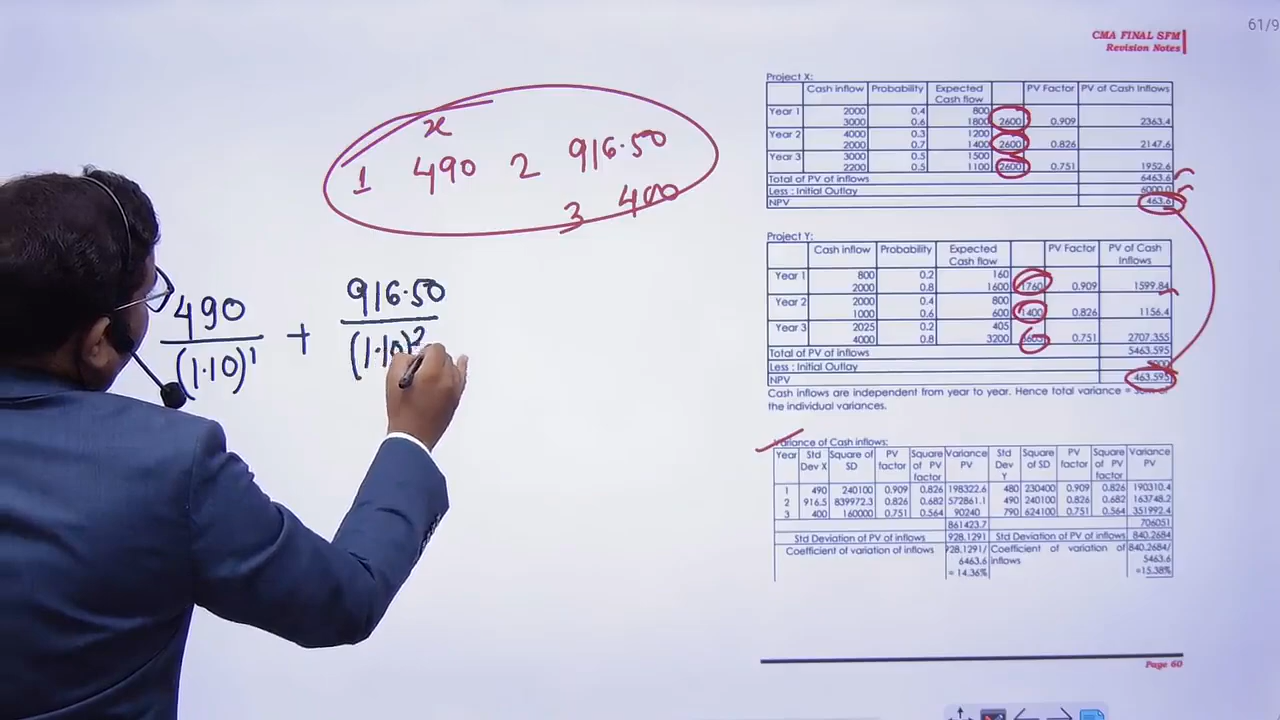 61/9
CMA FINAL SFM
Revision Notes
x
1 490 2 916.50
3 400
490/(1.10)¹ + 916.50/(1.10)²
Project X:
Cash inflow Probability Expected Cash flow PV Factor PV of Cash Inflows
Year 1 2000 0.4 800
3000 0.6 1800 2600 0.909 2363.4
Year 2 4000 0.3 1200
2000 0.7 1400 2600 0.826 2147.6
Year 3 3000 0.5 1500
2200 0.5 1100 2600 0.751 1952.6
Total of PV of inflows 6463.6
Less : Initial Outlay 6000.0
NPV 463.6
Project Y:
Cash inflow Probability Expected Cash flow PV Factor PV of Cash Inflows
Year 1 800 0.2 160
2000 0.8 1600 1760 0.909 1599.84
Year 2 2000 0.4 800
1000 0.6 600 1400 0.826 1156.4
Year 3 2025 0.2 405
4000 0.8 3200 3605 0.751 2707.355
Total of PV of inflows 5463.595
Less : Initial Outlay 5000
NPV 463.595
Cash inflows are independent from year to year. Hence total variance = of
the individual variances.
Variance of Cash inflows:
Year Std Dev X Square of SD PV factor Square of PV factor Variance PV Std Dev Y Square of SD PV factor Square of PV factor Variance PV
1 490 240100 0.909 0.826 198322.6 480 230400 0.909 0.826 190310.4
2 916.5 839972.3 0.826 0.682 572861.1 490 240100 0.826 0.682 163748.2
3 400 160000 0.751 0.564 90240 790 624100 0.751 0.564 351992.4
861423.7 706051
Std Deviation of PV of inflows 928.1291 Std Deviation of PV of inflows 840.2684
Coefficient of variation of inflows 928.1291/ 6463.6 = 14.36% Coefficient of variation of inflows 840.2684/ 5463.6 =15.38%
Page 60